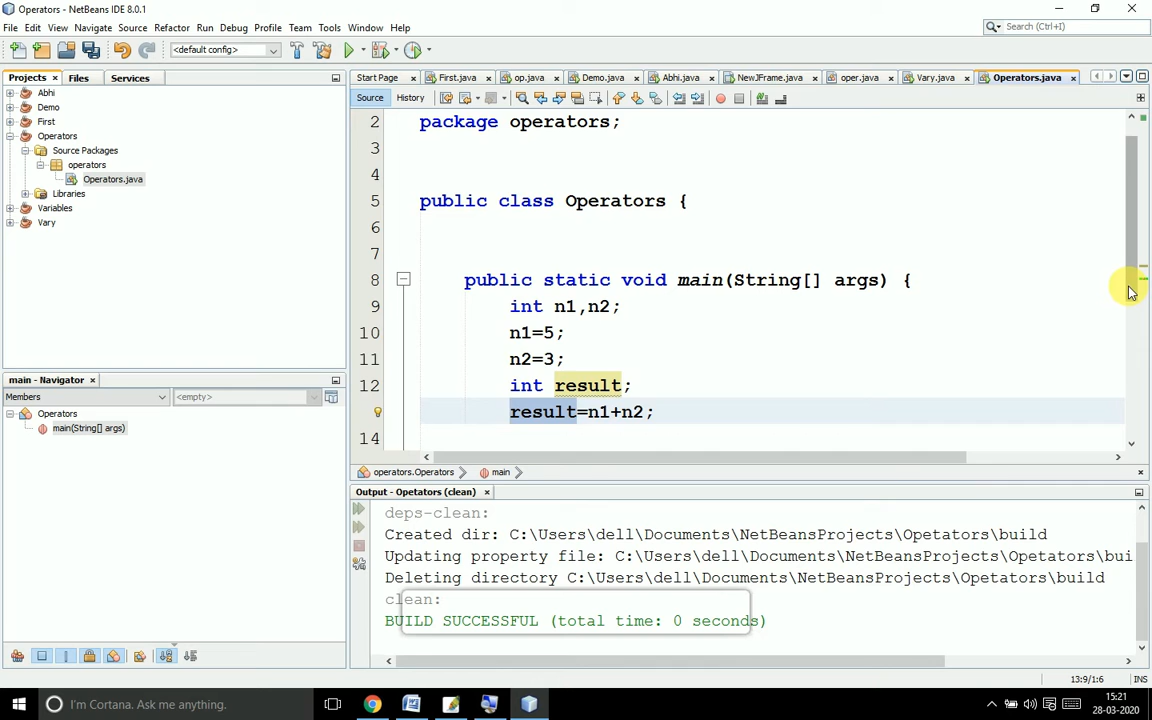 Operators - NetBeans IDE 8.0.1
File Edit View Navigate Source Refactor Run Debug Profile Team Tools Window Help
Search (Ctrl+I)
<default config>
Projects Files Services
Start Page First.java op.java Demo.java Abhi.java NewJFrame.java oper.java Vary.java Operators.java
Source History
Abhi
Demo
First
Operators
Source Packages
operators
Operators.java
Libraries
Variables
Vary
2 package operators;
3
4
5 public class Operators {
6
7
8 public static void main(String[] args) {
9 int n1,n2;
10 n1=5;
11 n2=3;
12 int result;
result=n1+n2;
14
main - Navigator
Members <empty>
Operators
main(String[] args)
operators.Operators main
Output - Opetators (clean)
deps-clean:
Created dir: C:\Users\dell\Documents\NetBeansProjects\Opetators\build
Updating property file: C:\Users\dell\Documents\NetBeansProjects\Opetators\bui
Deleting directory C:\Users\dell\Documents\NetBeansProjects\Opetators\build
clean:
BUILD SUCCESSFUL (total time: 0 seconds)
13:9/1:6 INS
I'm Cortana. Ask me anything.
15:21
28-03-2020